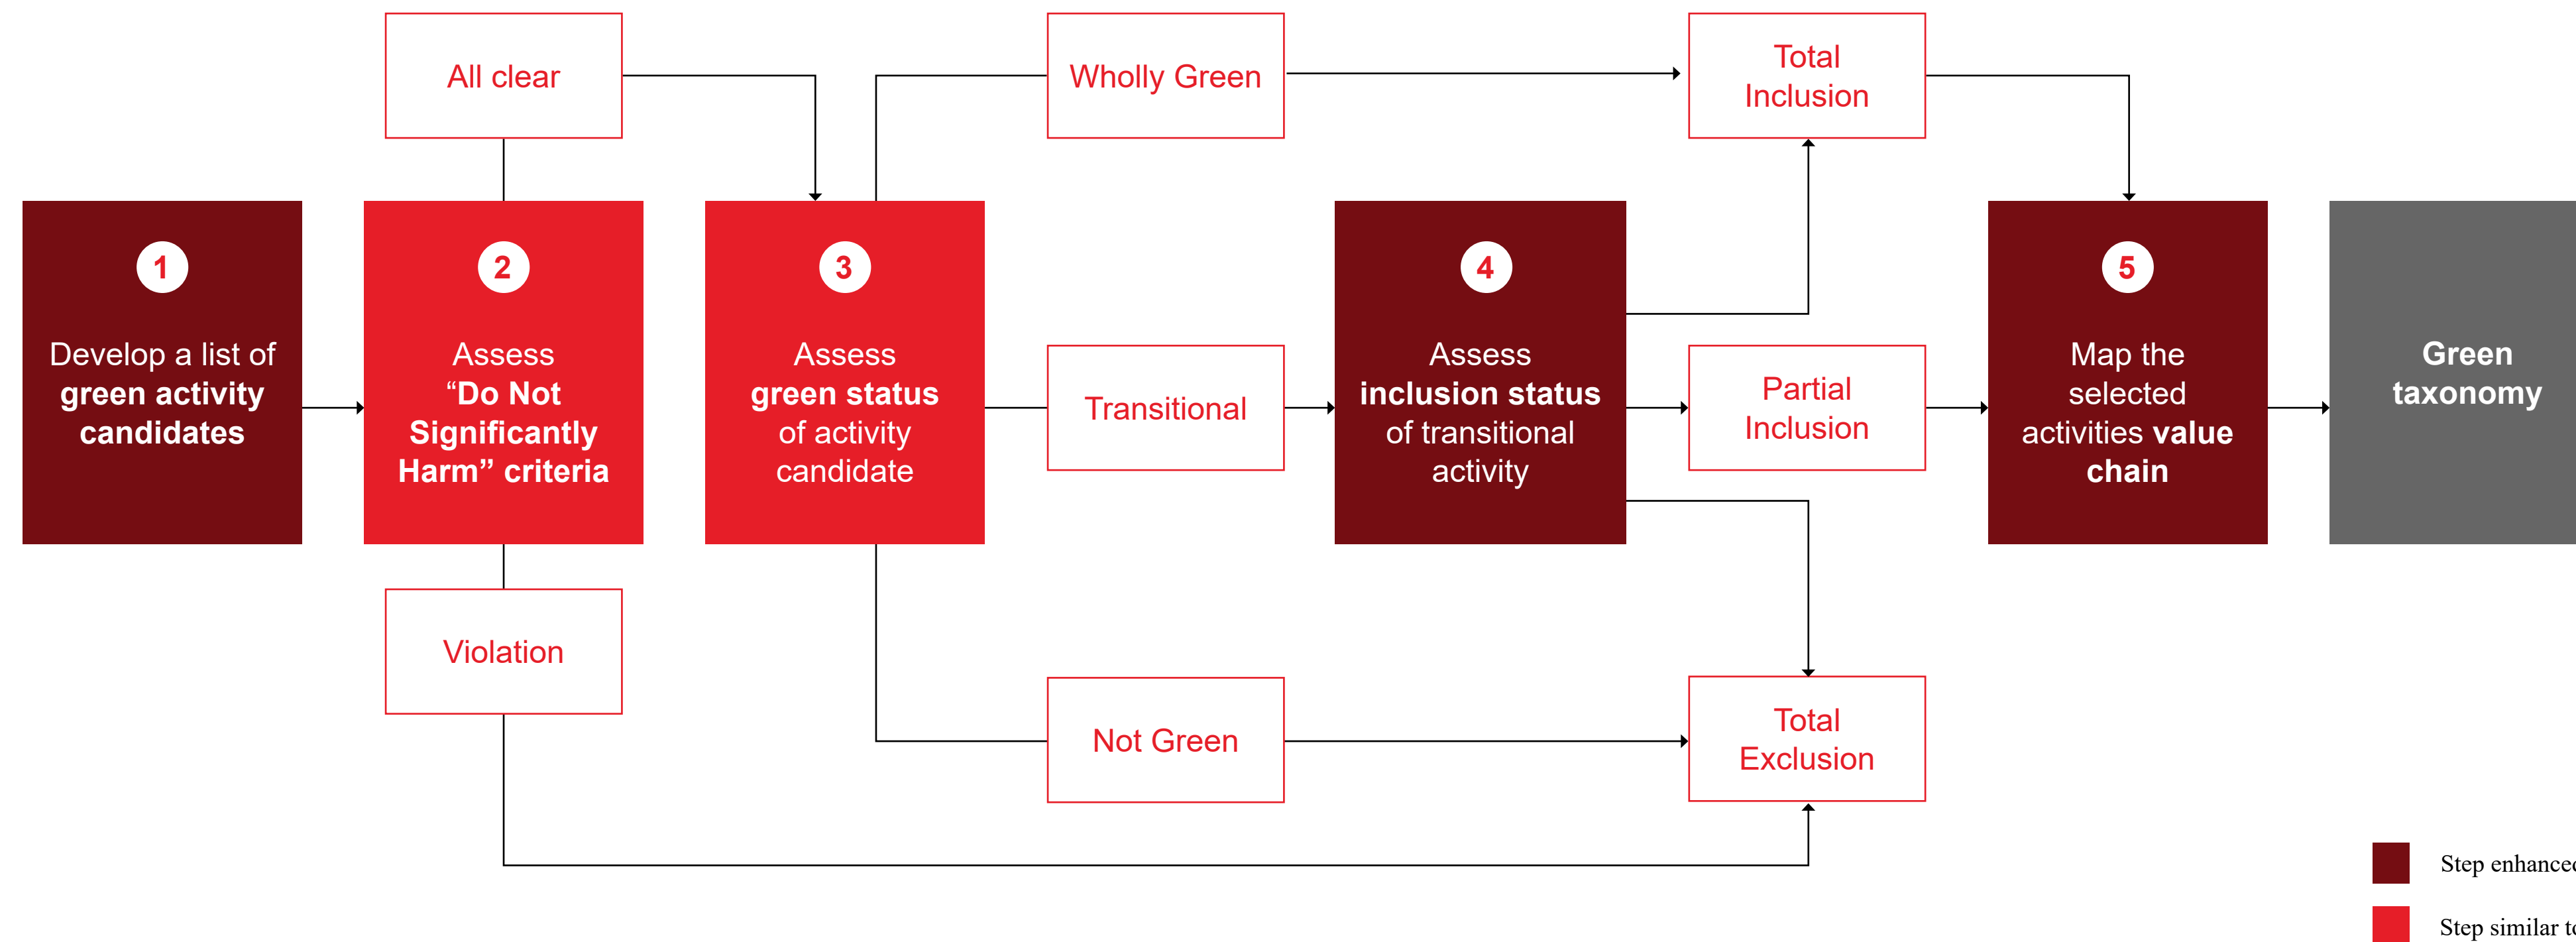 All clear
Wholly Green
Total
Inclusion
1
Develop a list of
green activity
candidates
2
Assess
“Do Not
Significantly
Harm” criteria
3
Assess
green status
of activity
candidate
Transitional
4
Assess
inclusion status
of transitional
activity
Partial
Inclusion
5
Map the
selected
activities value
chain
Green
taxonomy
Violation
Not Green
Total
Exclusion
Step enhanced
Step similar to